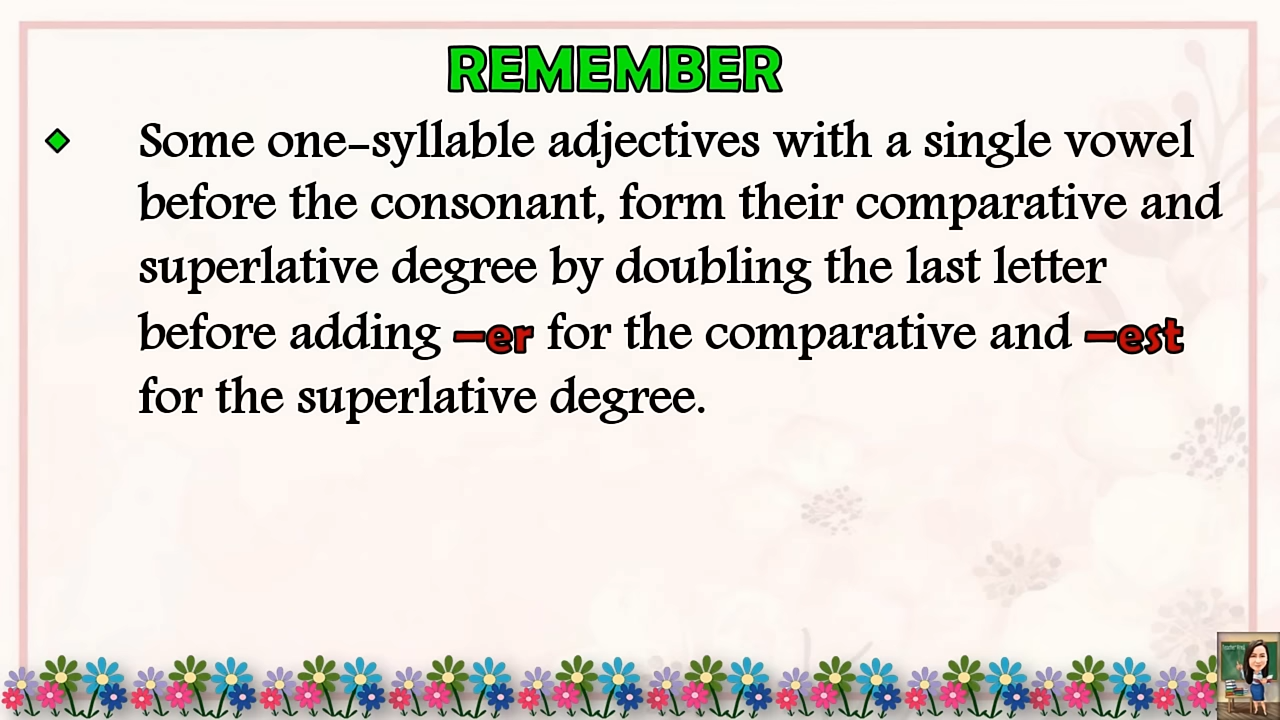 REMEMBER
Some one-syllable adjectives with a single vowel
before the consonant, form their comparative and
superlative degree by doubling the last letter
before adding –er for the comparative and –est
for the superlative degree.